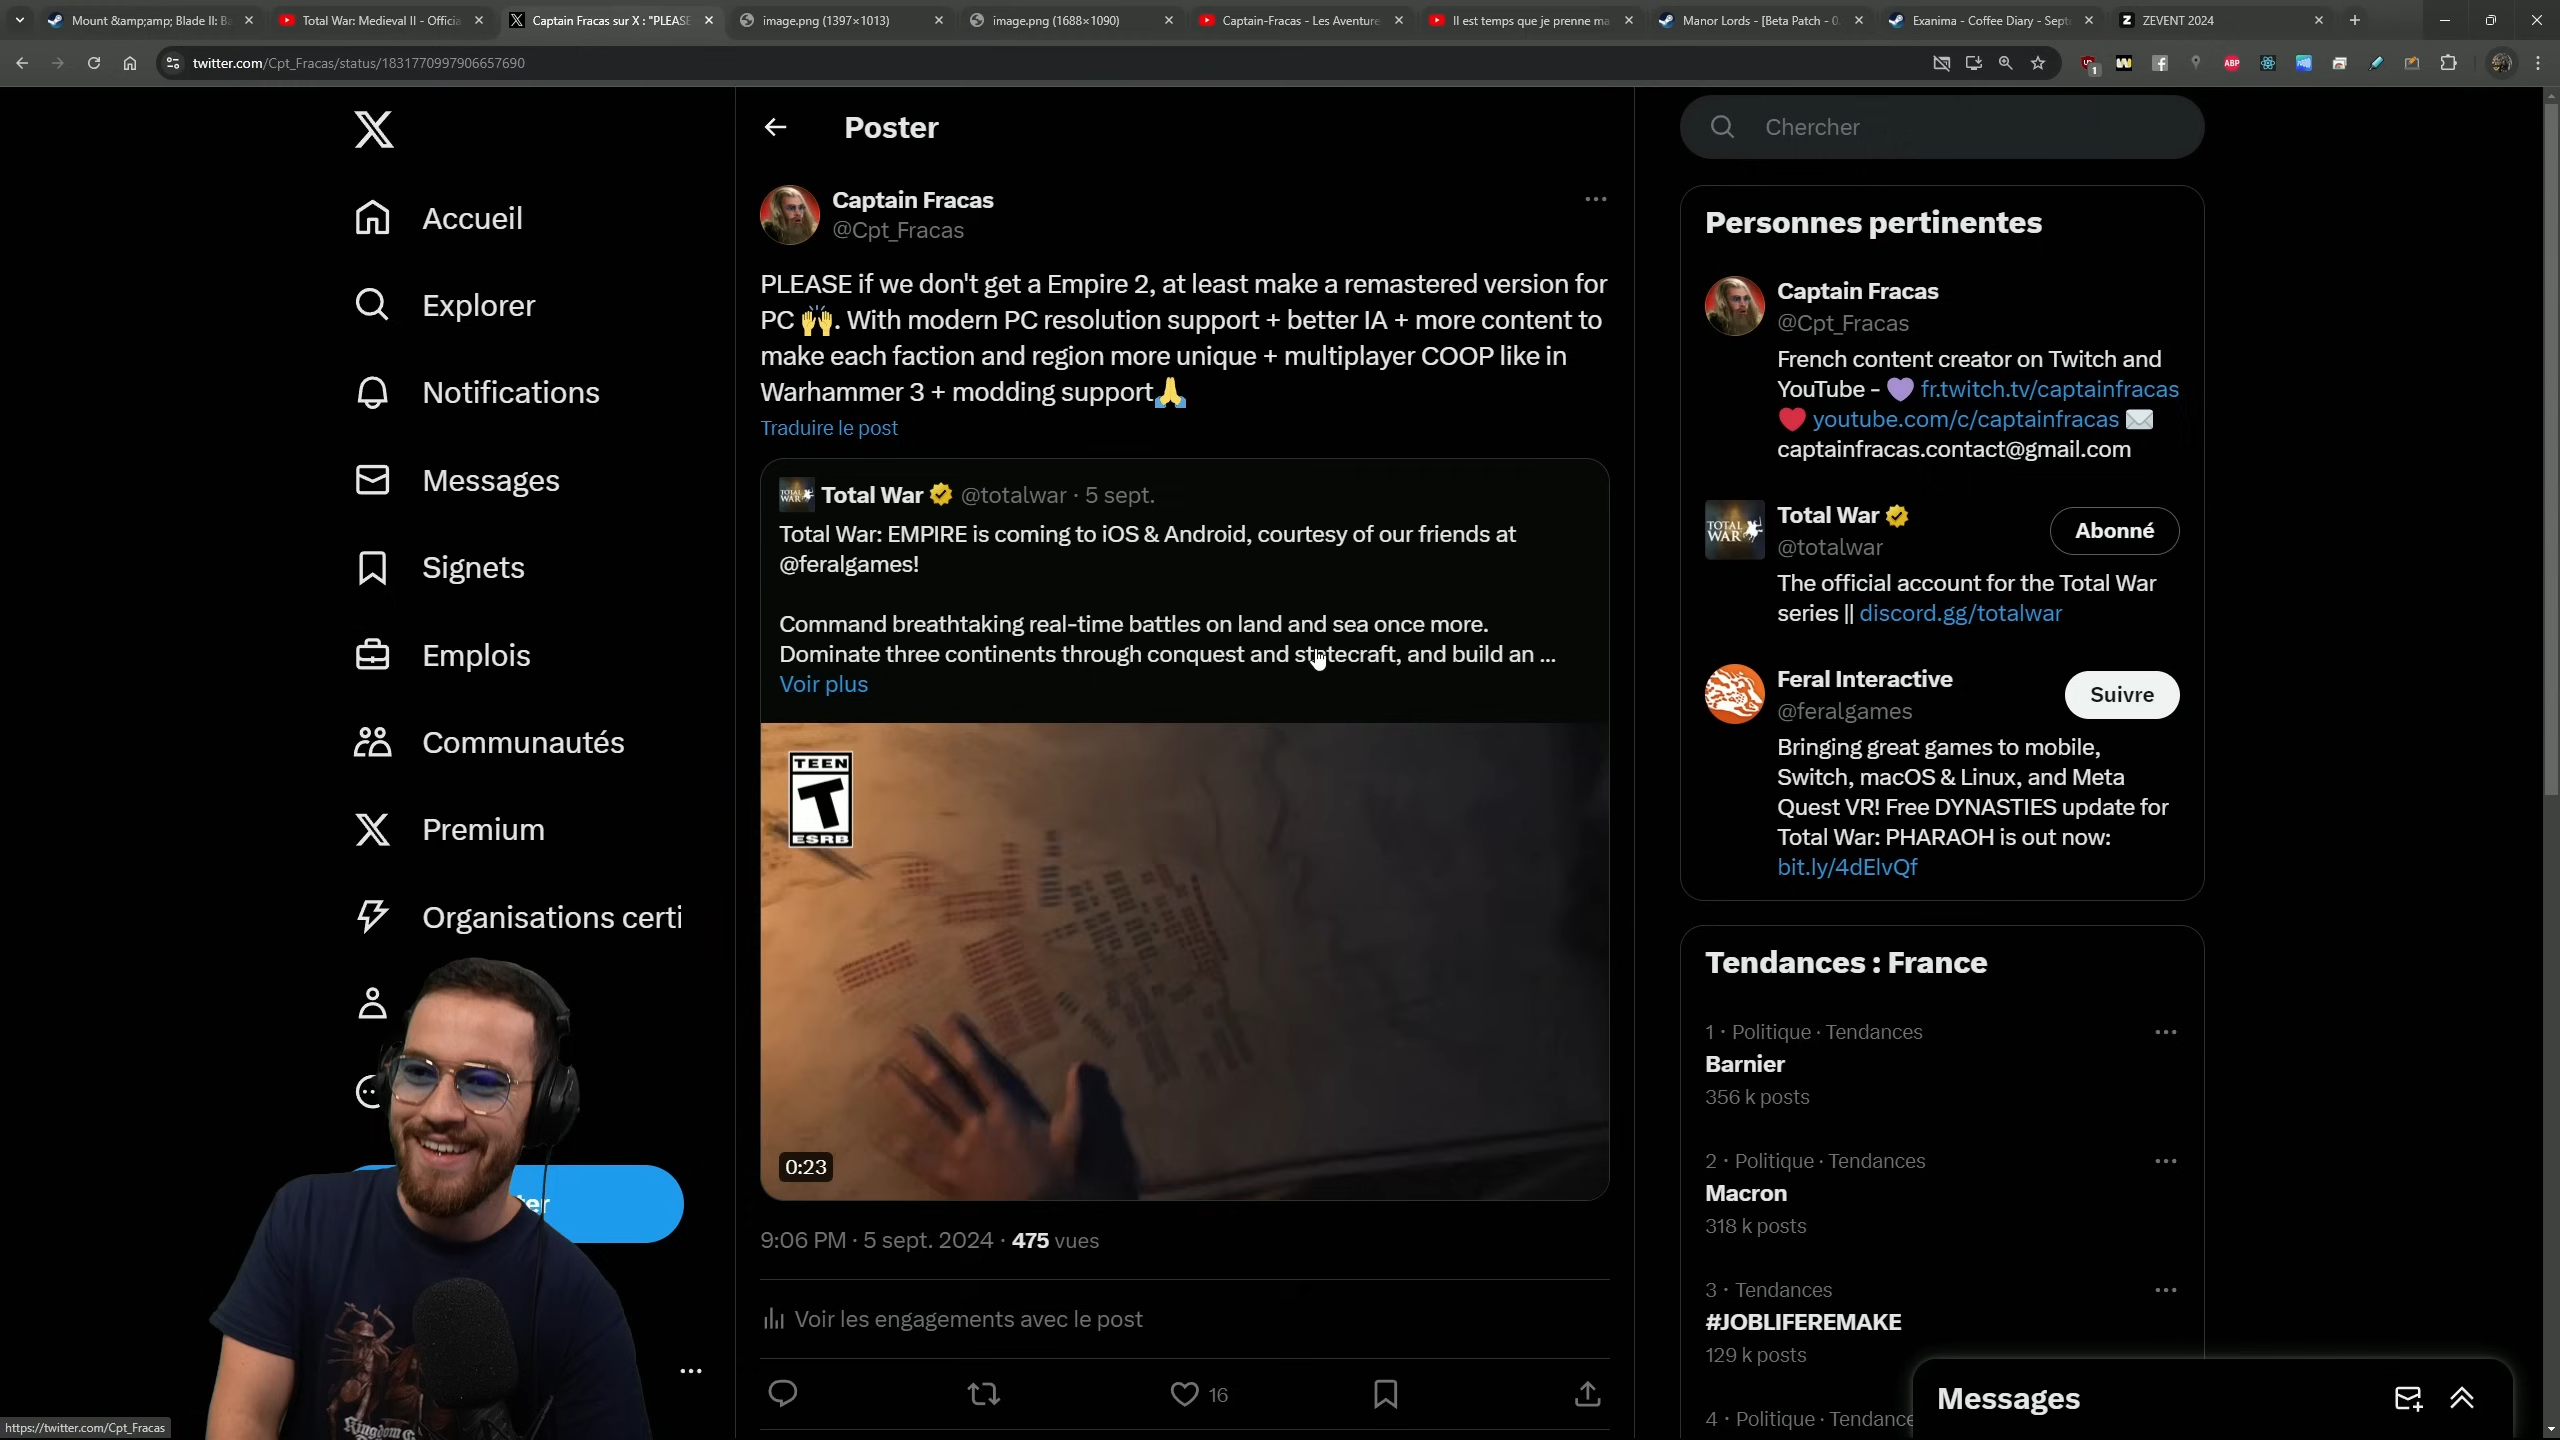 Mount &amp;amp; Blade II: Ba
Total War: Medieval II - Officia
Captain Fracas sur X : "PLEASE
image.png (1397×1013)
image.png (1688×1090)
Captain-Fracas - Les Aventure
Il est temps que je prenne ma
Manor Lords - [Beta Patch - 0.
Exanima - Coffee Diary - Sept
ZEVENT 2024
twitter.com/Cpt_Fracas/status/1831770997906657690
1
ABP
Accueil
Explorer
Notifications
Messages
Signets
Emplois
Communautés
Premium
Organisations certi
ter
Kingdom C
https://twitter.com/Cpt_Fracas
Poster
Captain Fracas
@Cpt_Fracas
PLEASE if we don't get a Empire 2, at least make a remastered version for
PC 🙌. With modern PC resolution support + better IA + more content to
make each faction and region more unique + multiplayer COOP like in
Warhammer 3 + modding support🙏
Traduire le post
Total War @totalwar · 5 sept.
Total War: EMPIRE is coming to iOS & Android, courtesy of our friends at
@feralgames!
Command breathtaking real-time battles on land and sea once more.
Dominate three continents through conquest and statecraft, and build an ...
Voir plus
TEEN
T
ESRB
0:23
9:06 PM · 5 sept. 2024 · 475 vues
Voir les engagements avec le post
16
Chercher
Personnes pertinentes
Captain Fracas
@Cpt_Fracas
French content creator on Twitch and
YouTube - 💜 fr.twitch.tv/captainfracas
❤️ youtube.com/c/captainfracas ✉️
captainfracas.contact@gmail.com
TOTAL WAR
Total War
@totalwar
Abonné
The official account for the Total War
series || discord.gg/totalwar
Feral Interactive
@feralgames
Suivre
Bringing great games to mobile,
Switch, macOS & Linux, and Meta
Quest VR! Free DYNASTIES update for
Total War: PHARAOH is out now:
bit.ly/4dElvQf
Tendances : France
1 · Politique · Tendances
Barnier
356 k posts
2 · Politique · Tendances
Macron
318 k posts
3 · Tendances
#JOBLIFEREMAKE
129 k posts
4 · Politique · Tendance
Messages